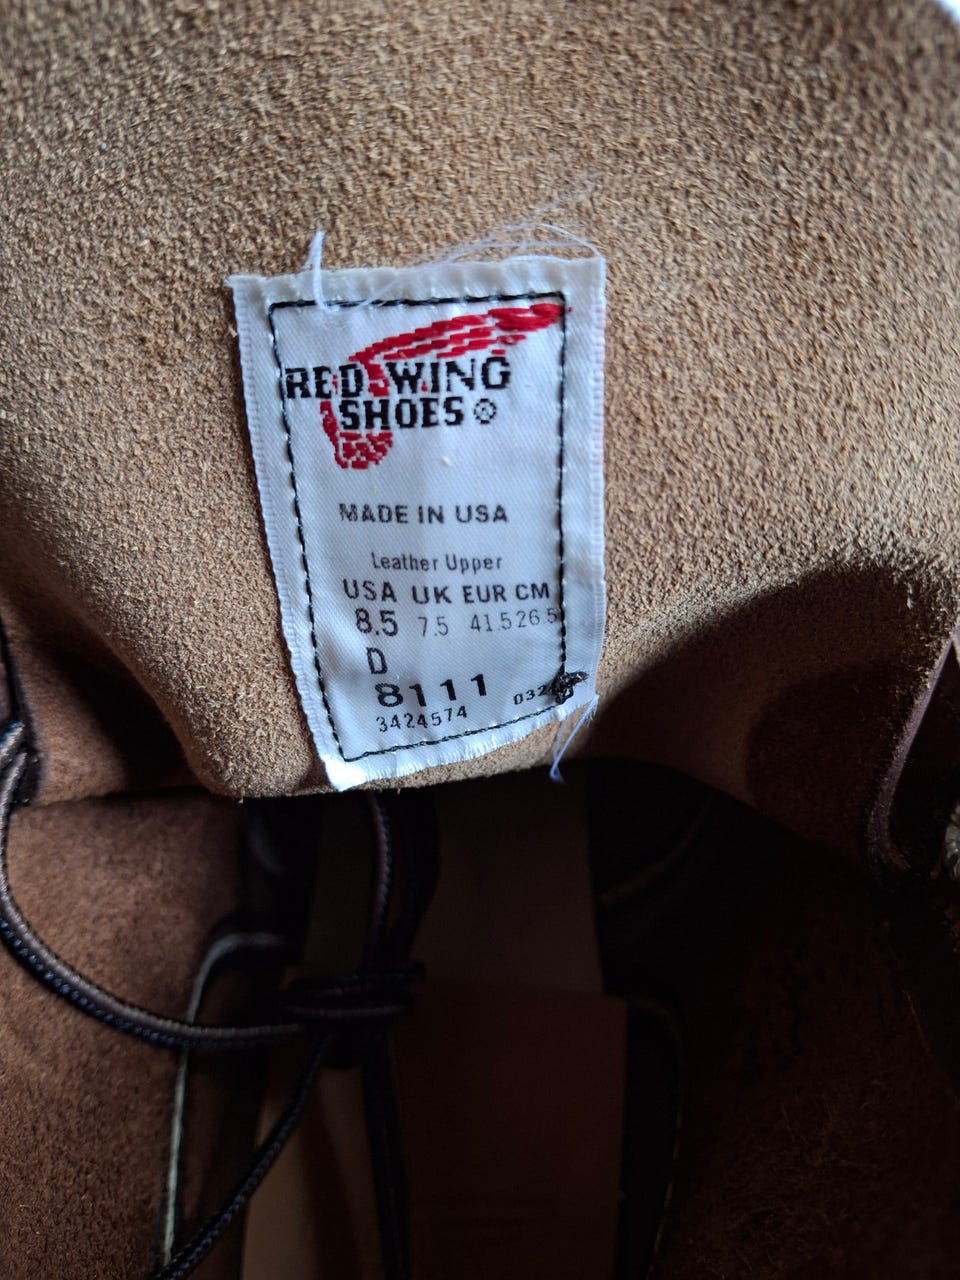 RED WING
SHOES ®
MADE IN USA
Leather Upper
USA UK EUR CM
8.5 7.5 41.5 26.5
D
8111
3424574